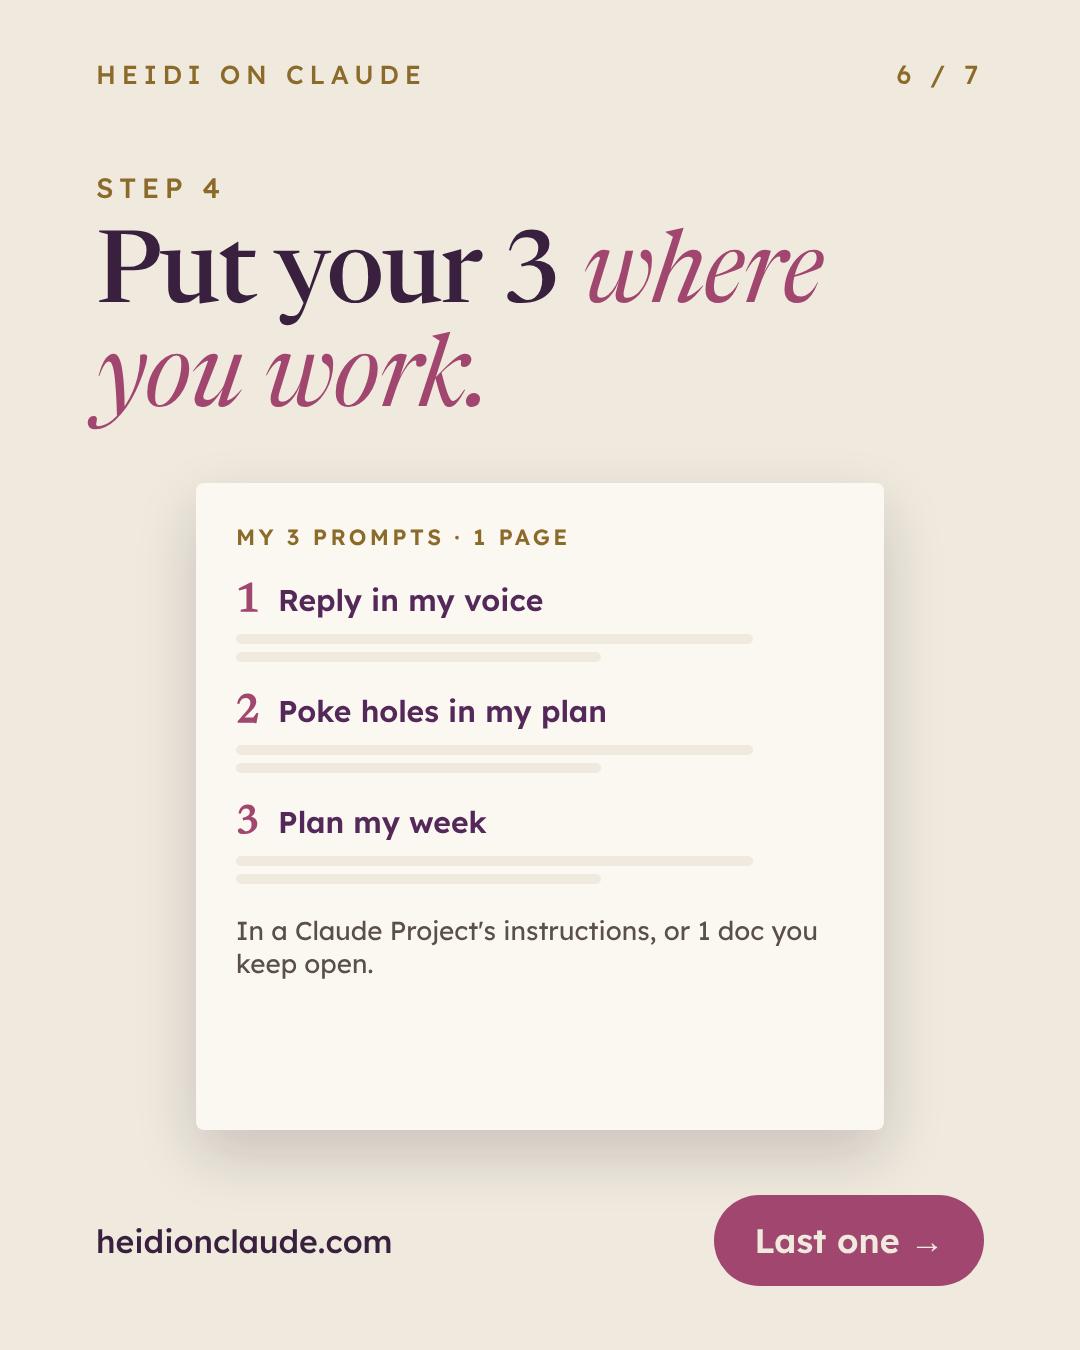 HEIDI ON CLAUDE
6 / 7
STEP 4
Put your 3 where
you work.
MY 3 PROMPTS · 1 PAGE
1 Reply in my voice
2 Poke holes in my plan
3 Plan my week
In a Claude Project's instructions, or 1 doc you
keep open.
heidionclaude.com
Last one →